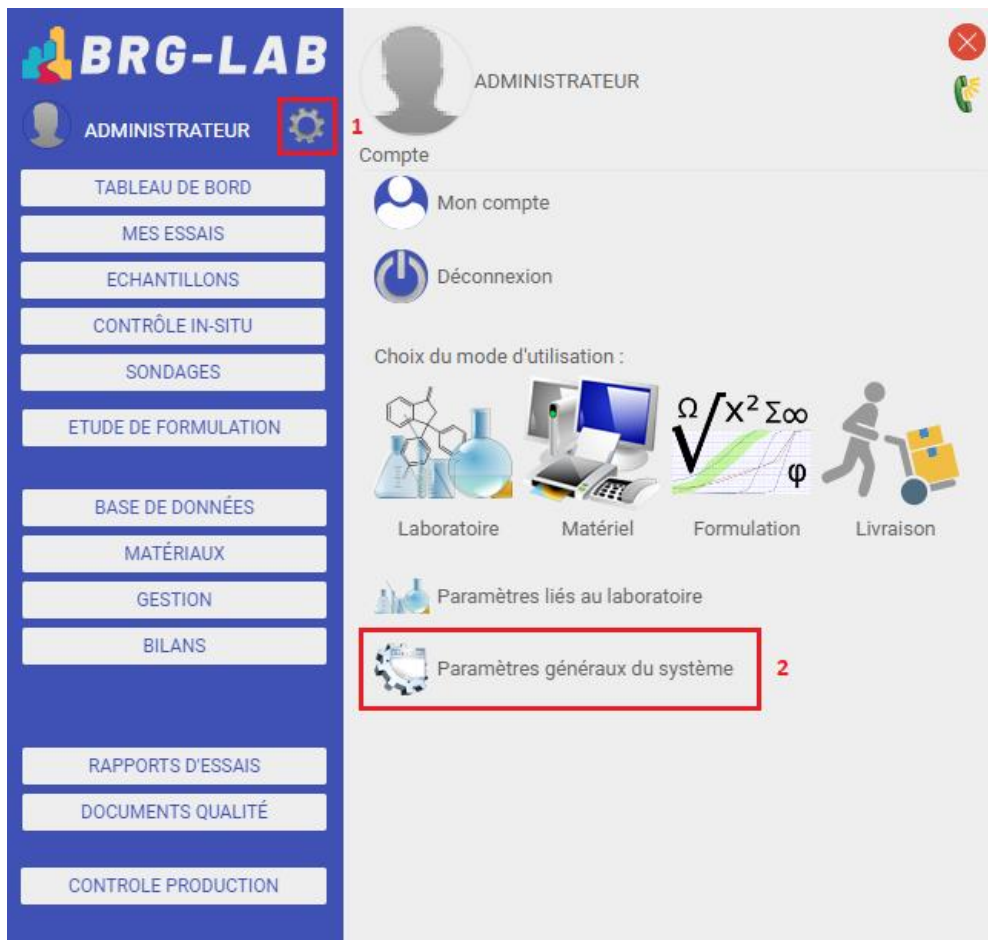 BRG-LAB
ADMINISTRATEUR
1
TABLEAU DE BORD
MES ESSAIS
ECHANTILLONS
CONTRÔLE IN-SITU
SONDAGES
ETUDE DE FORMULATION
BASE DE DONNÉES
MATÉRIAUX
GESTION
BILANS
RAPPORTS D'ESSAIS
DOCUMENTS QUALITÉ
CONTROLE PRODUCTION
ADMINISTRATEUR
Compte
Mon compte
Déconnexion
Choix du mode d'utilisation :
Ω √X² Σ∞
φ
Laboratoire Matériel Formulation Livraison
Paramètres liés au laboratoire
Paramètres généraux du système 2